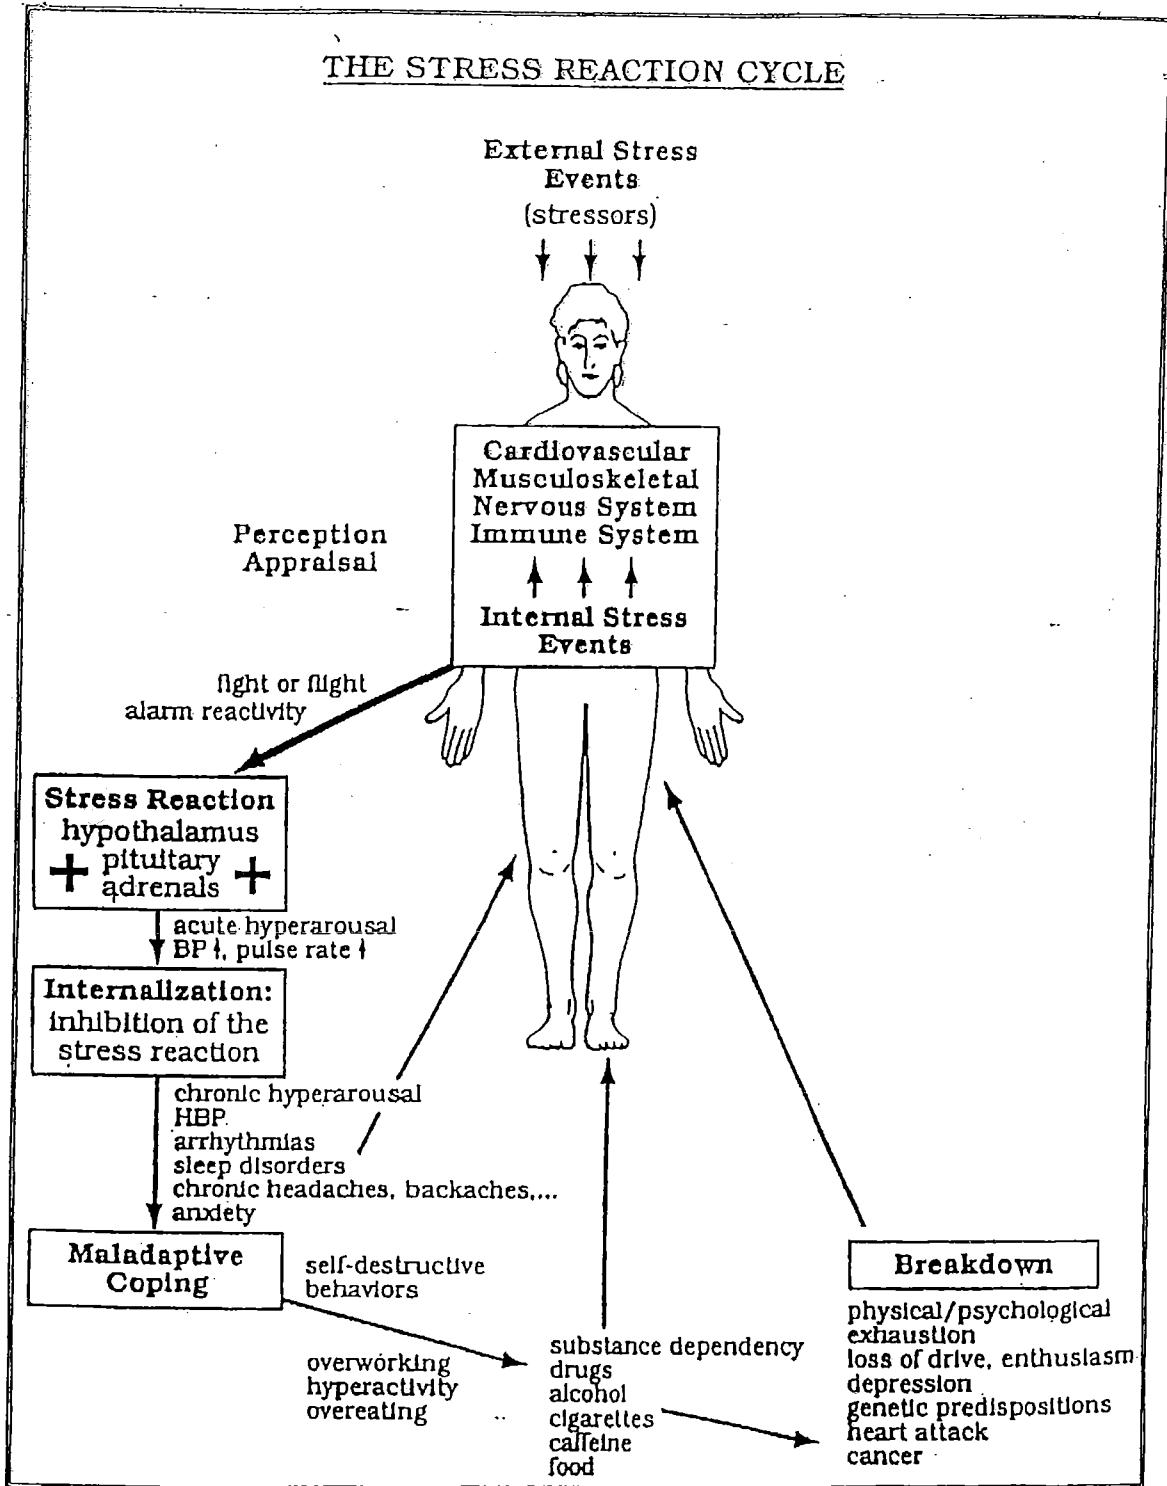 THE STRESS REACTION CYCLE
External Stress
Events
(stressors)
Cardiovascular
Musculoskeletal
Nervous System
Immune System
Internal Stress
Events
Perception
Appraisal
fight or flight
alarm reactivity
Stress Reaction
hypothalamus
+ pituitary +
adrenals
acute hyperarousal
BP↑, pulse rate ↑
Internalization:
inhibition of the
stress reaction
chronic hyperarousal
HBP
arrhythmias
sleep disorders
chronic headaches, backaches,...
anxiety
Maladaptive
Coping
self-destructive
behaviors
overworking
hyperactivity
overeating
substance dependency
drugs
alcohol
cigarettes
caffeine
food
Breakdown
physical/psychological
exhaustion
loss of drive, enthusiasm
depression
genetic predispositions
heart attack
cancer